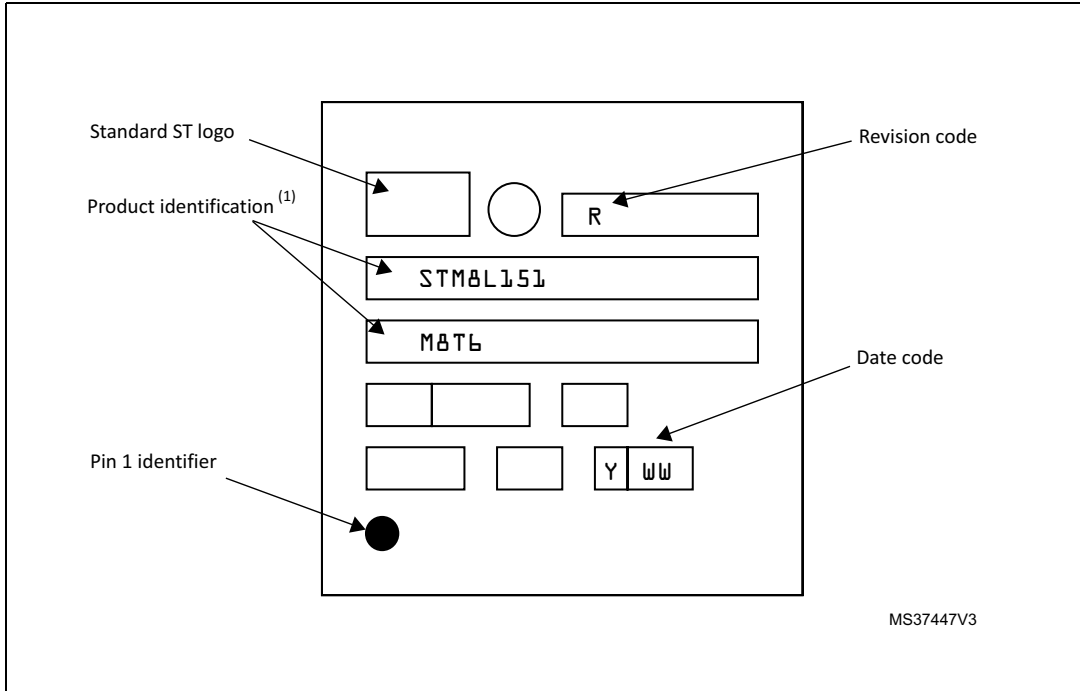 Standard ST logo
Revision code
Product identification (1)
R
STM8L151
M8T6
Date code
Pin 1 identifier
Y WW
MS37447V3